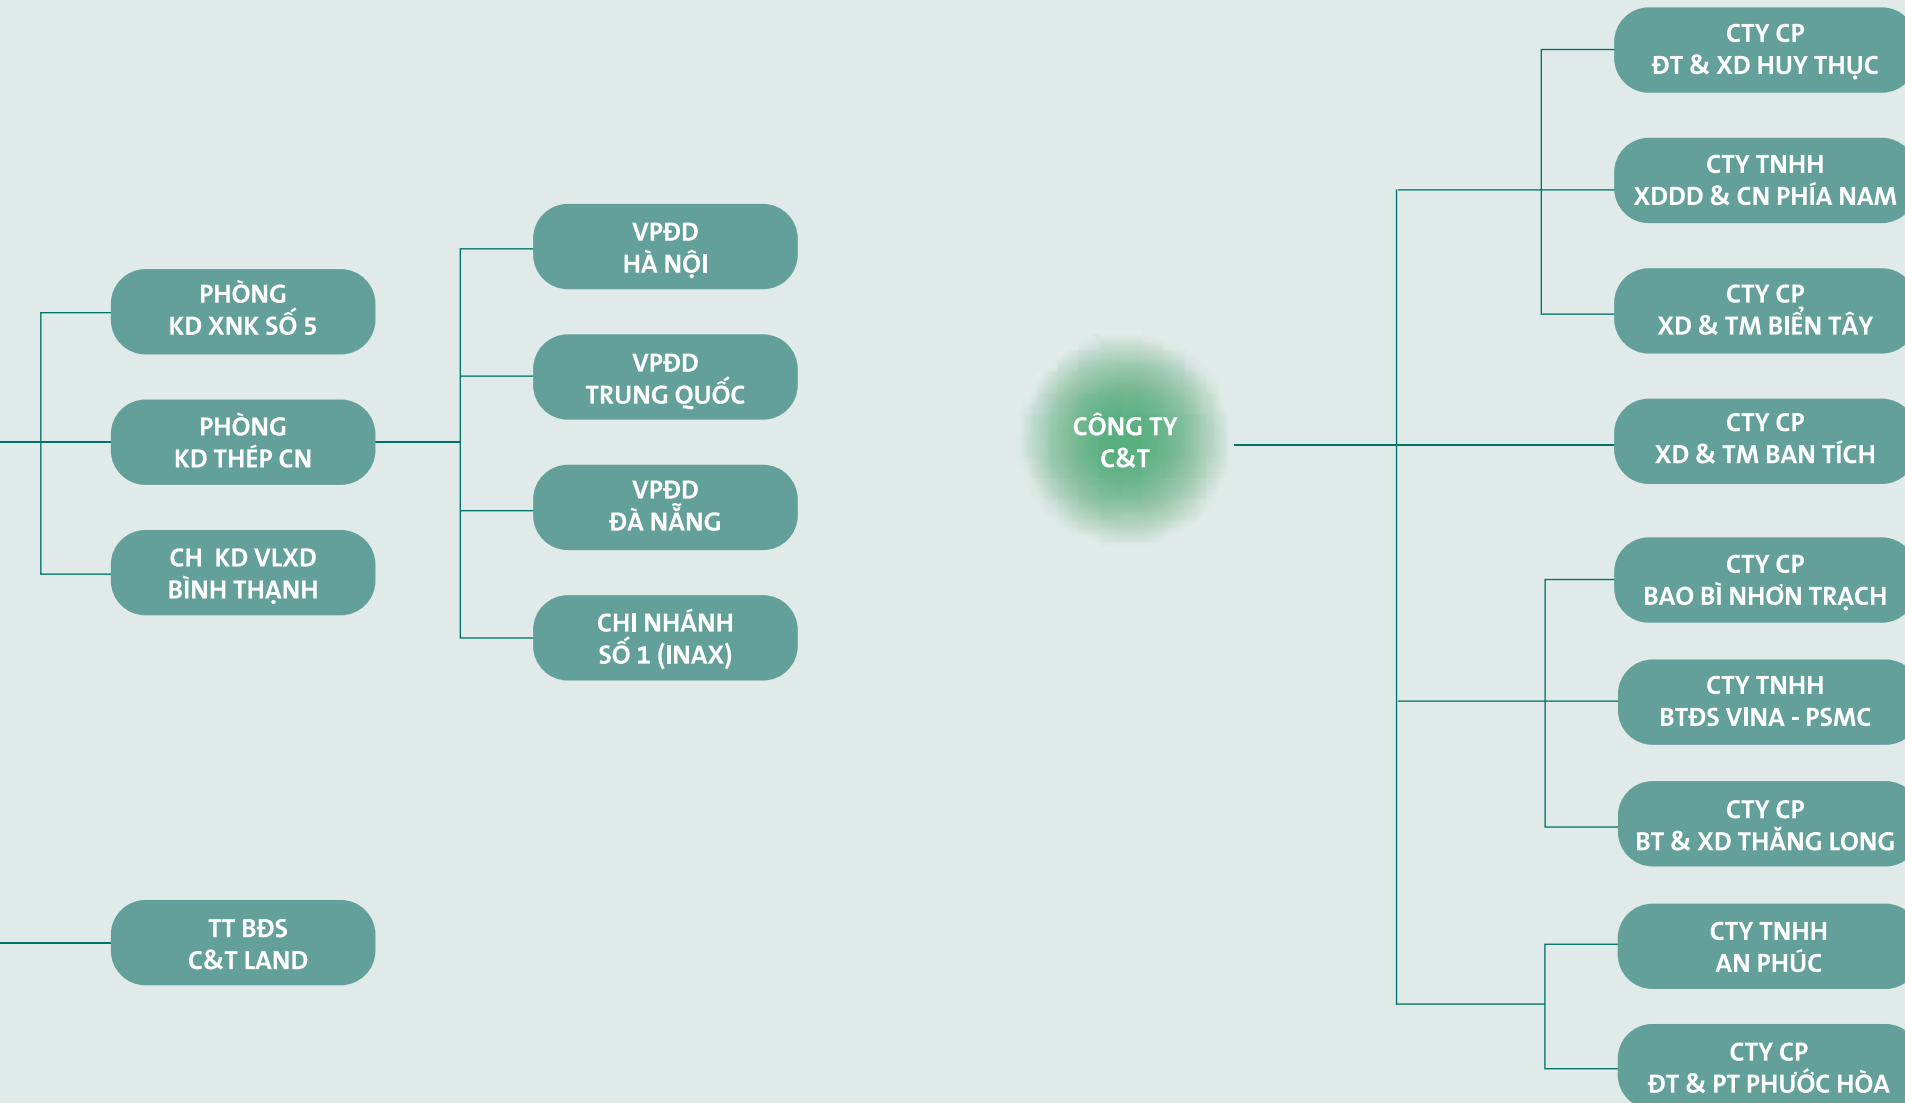 PHÒNG
KD XNK SỐ 5
PHÒNG
KD THÉP CN
CH KD VLXD
BÌNH THẠNH
TT BĐS
C&T LAND
VPĐD
HÀ NỘI
VPĐD
TRUNG QUỐC
VPĐD
ĐÀ NẴNG
CHI NHÁNH
SỐ 1 (INAX)
CÔNG TY
C&T
CTY CP
ĐT & XD HUY THỤC
CTY TNHH
XDDD & CN PHÍA NAM
CTY CP
XD & TM BIỂN TÂY
CTY CP
XD & TM BAN TÍCH
CTY CP
BAO BÌ NHƠN TRẠCH
CTY TNHH
BTĐS VINA - PSMC
CTY CP
BT & XD THĂNG LONG
CTY TNHH
AN PHÚC
CTY CP
ĐT & PT PHƯỚC HÒA